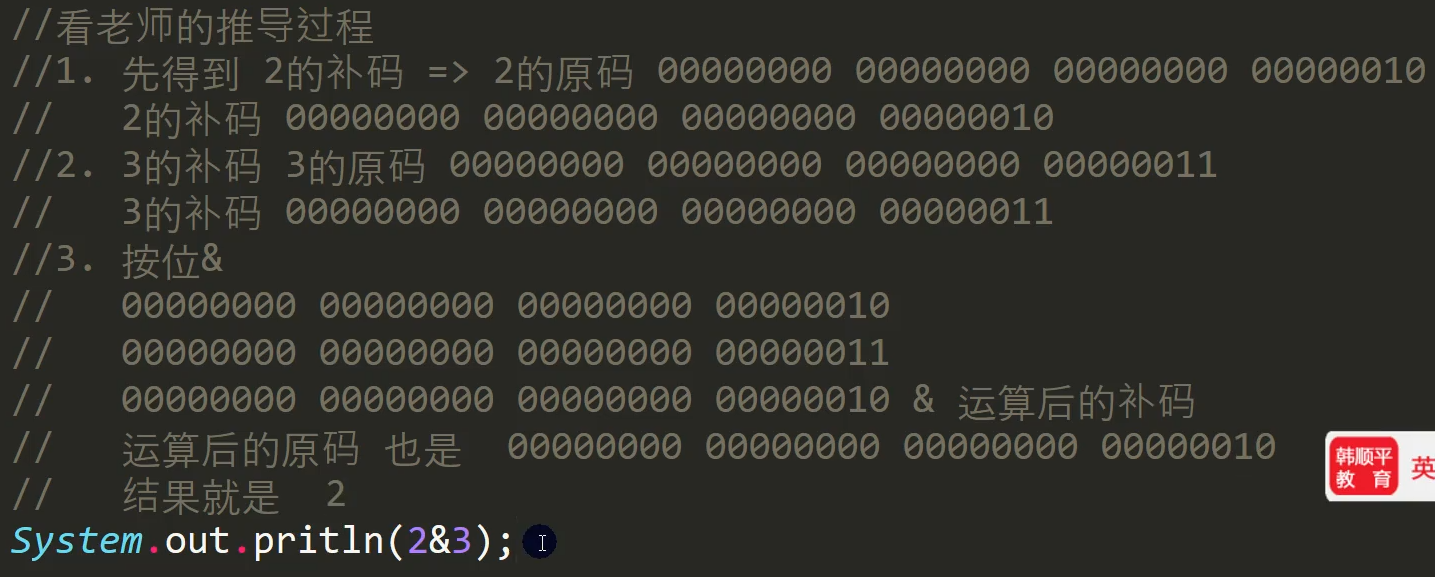 //看老师的推导过程
//1. 先得到 2的补码 => 2的原码 00000000 00000000 00000000 00000010
//   2的补码 00000000 00000000 00000000 00000010
//2. 3的补码 3的原码 00000000 00000000 00000000 00000011
//   3的补码 00000000 00000000 00000000 00000011
//3. 按位&
//   00000000 00000000 00000000 00000010
//   00000000 00000000 00000000 00000011
//   00000000 00000000 00000000 00000010 & 运算后的补码
//   运算后的原码 也是  00000000 00000000 00000000 00000010
//   结果就是  2
System.out.pritln(2&3);
韩顺平
教 育
英